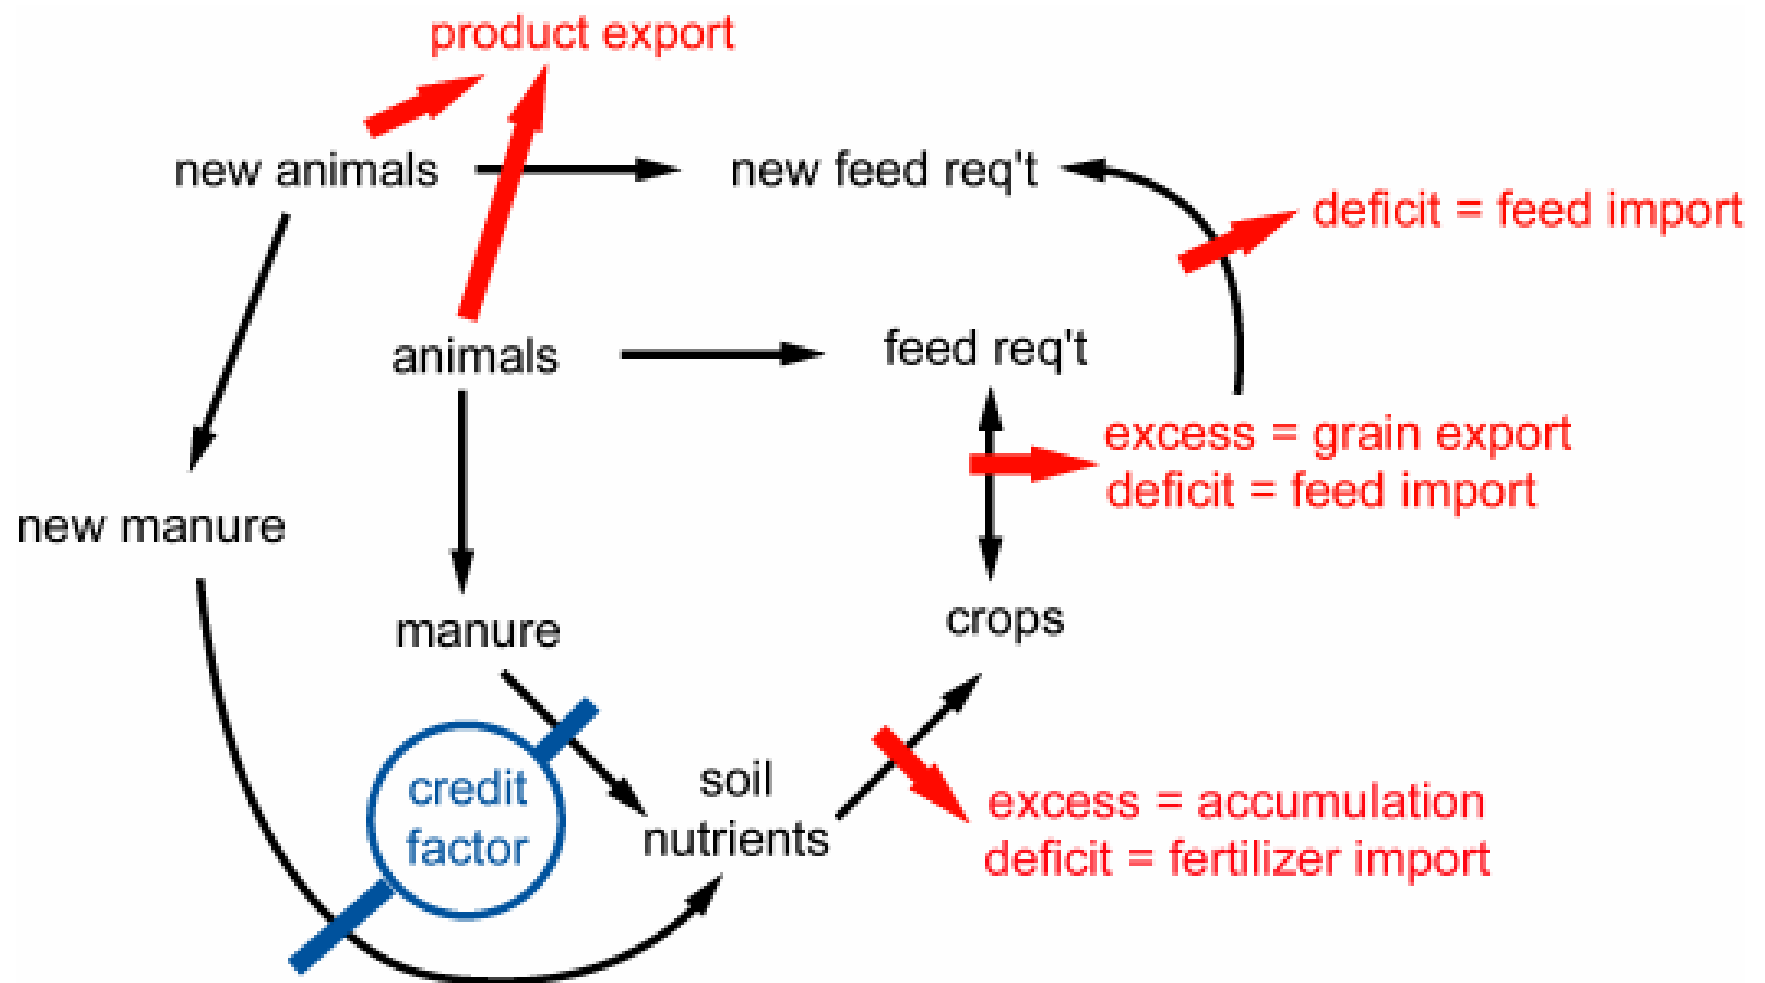 product export
new animals
new feed req't
deficit = feed import
animals
feed req't
excess = grain export
deficit = feed import
new manure
manure
crops
credit
factor
soil
nutrients
excess = accumulation
deficit = fertilizer import